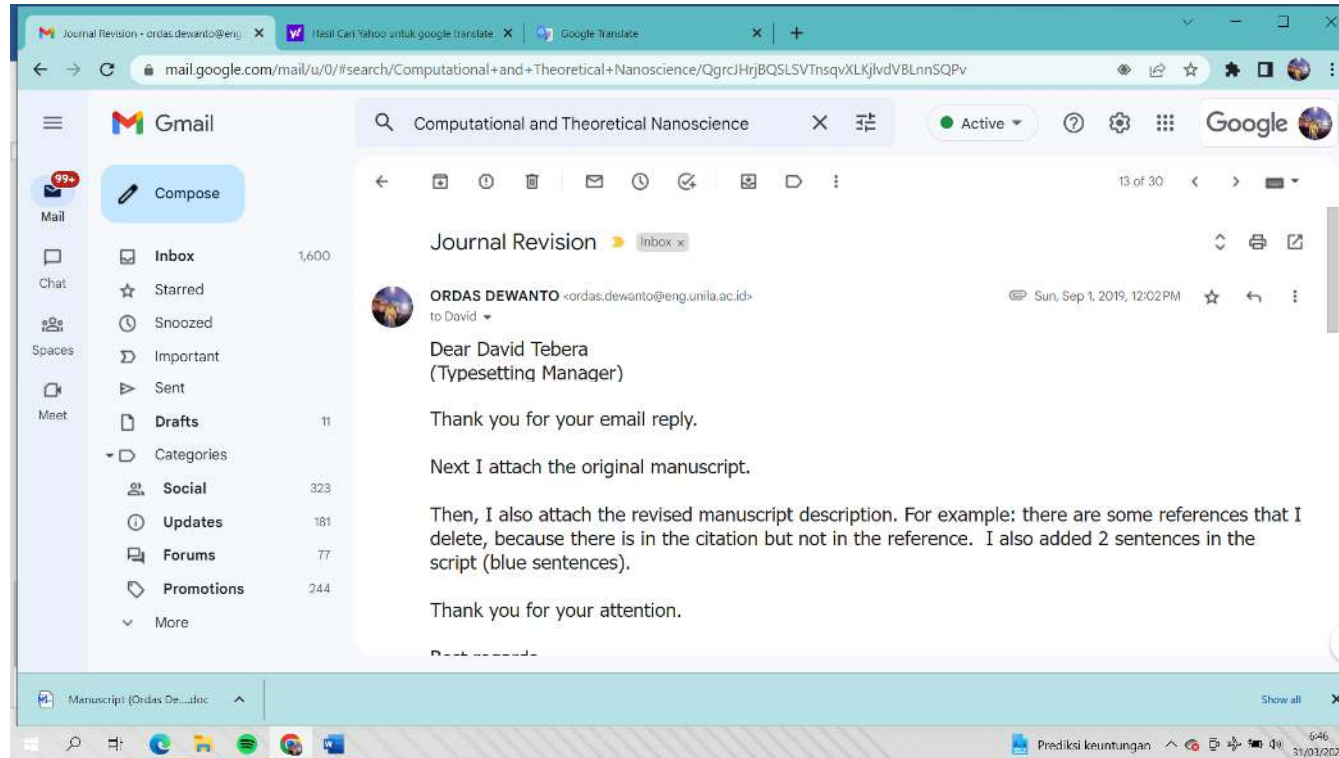 Journal Revision - ordas.dewanto@eng
Hasil Cari Yahoo untuk google translate
Google Translate
mail.google.com/mail/u/0/#search/Computational+and+Theoretical+Nanoscience/QgrcJHrjBQSLSVTnsqvXLKjlvdVBLnnSQPv
Gmail
Computational and Theoretical Nanoscience
Active
Google
99+
Mail
Compose
13 of 30
Chat
Spaces
Meet
Inbox 1,600
Starred
Snoozed
Important
Sent
Drafts 11
Categories
Social 323
Updates 181
Forums 77
Promotions 244
More
Journal Revision Inbox x
ORDAS DEWANTO <ordas.dewanto@eng.unila.ac.id> Sun, Sep 1, 2019, 12:02 PM
to David
Dear David Tebera
(Typesetting Manager)
Thank you for your email reply.
Next I attach the original manuscript.
Then, I also attach the revised manuscript description. For example: there are some references that I
delete, because there is in the citation but not in the reference.  I also added 2 sentences in the
script (blue sentences).
Thank you for your attention.
Best regards
Manuscript (Ordas De....doc
Show all
Prediksi keuntungan
6:46
31/03/202